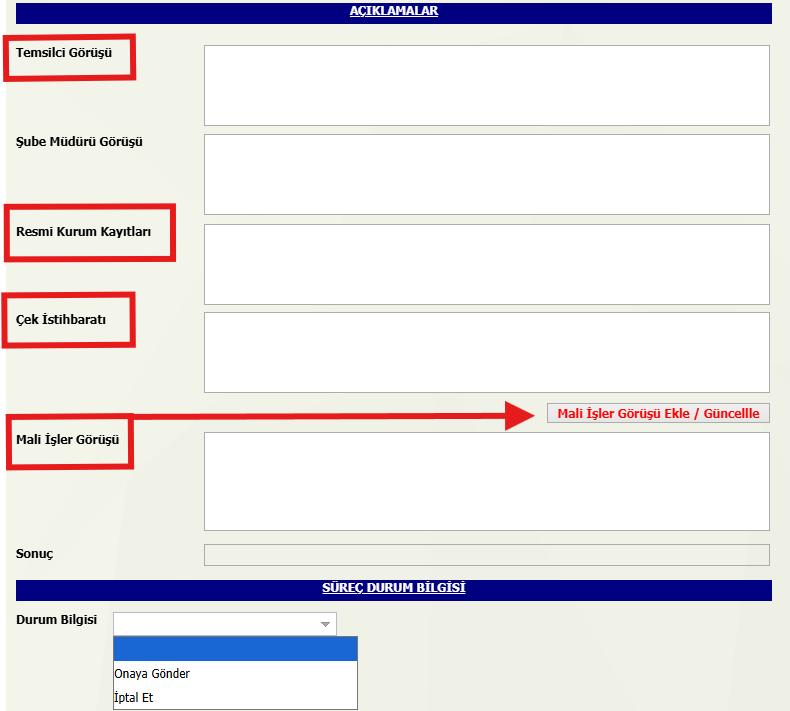 AÇIKLAMALAR
Temsilci Görüşü
Şube Müdürü Görüşü
Resmi Kurum Kayıtları
Çek İstihbaratı
Mali İşler Görüşü Ekle / Güncellle
Mali İşler Görüşü
Sonuç
SÜREÇ DURUM BİLGİSİ
Durum Bilgisi
Onaya Gönder
İptal Et